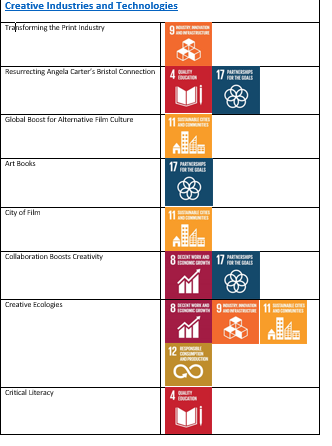 Creative Industries and Technologies
Transforming the Print Industry
9 INDUSTRY, INNOVATION
AND INFRASTRUCTURE
Resurrecting Angela Carter's Bristol Connection
4 QUALITY
EDUCATION
17 PARTNERSHIPS
FOR THE GOALS
Global Boost for Alternative Film Culture
11 SUSTAINABLE CITIES
AND COMMUNITIES
Art Books
17 PARTNERSHIPS
FOR THE GOALS
City of Film
11 SUSTAINABLE CITIES
AND COMMUNITIES
Collaboration Boosts Creativity
8 DECENT WORK AND
ECONOMIC GROWTH
17 PARTNERSHIPS
FOR THE GOALS
Creative Ecologies
8 DECENT WORK AND
ECONOMIC GROWTH
9 INDUSTRY, INNOVATION
AND INFRASTRUCTURE
11 SUSTAINABLE CITIES
AND COMMUNITIES
12 RESPONSIBLE
CONSUMPTION
AND PRODUCTION
Critical Literacy
4 QUALITY
EDUCATION